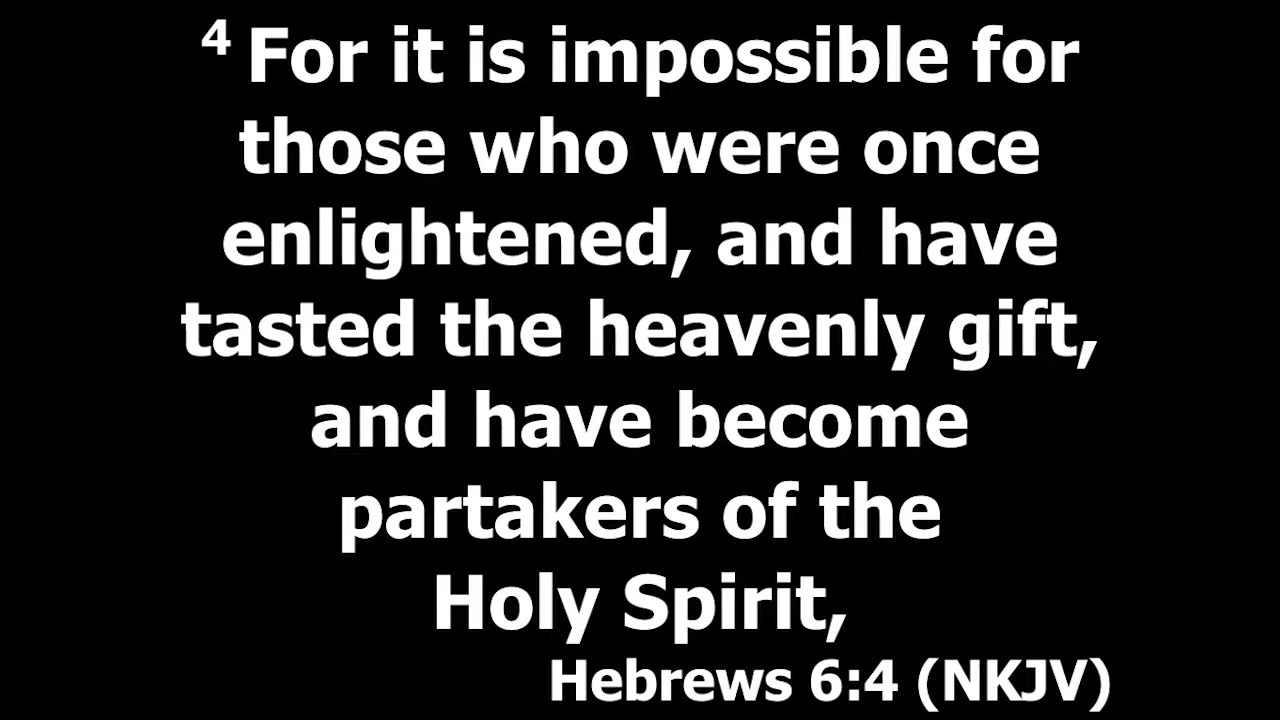 4 For it is impossible for
those who were once
enlightened, and have
tasted the heavenly gift,
and have become
partakers of the
Holy Spirit,
Hebrews 6:4 (NKJV)